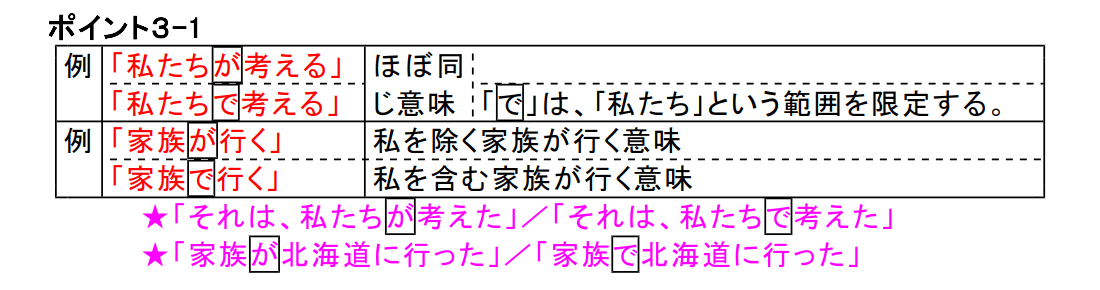 ポイント3-1
例 「私たちが考える」 ほぼ同
「私たちで考える」 じ意味 「で」は、「私たち」という範囲を限定する。
例 「家族が行く」 私を除く家族が行く意味
「家族で行く」 私を含む家族が行く意味
★「それは、私たちが考えた」／「それは、私たちで考えた」
★「家族が北海道に行った」／「家族で北海道に行った」